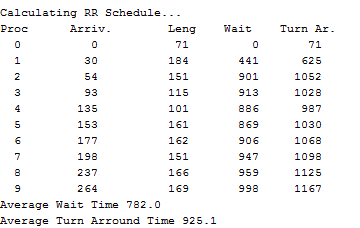 Calculating RR Schedule...
Proc Arriv. Leng Wait Turn Ar.
0 0 71 0 71
1 30 184 441 625
2 54 151 901 1052
3 93 115 913 1028
4 135 101 886 987
5 153 161 869 1030
6 177 162 906 1068
7 198 151 947 1098
8 237 166 959 1125
9 264 169 998 1167
Average Wait Time 782.0
Average Turn Arround Time 925.1